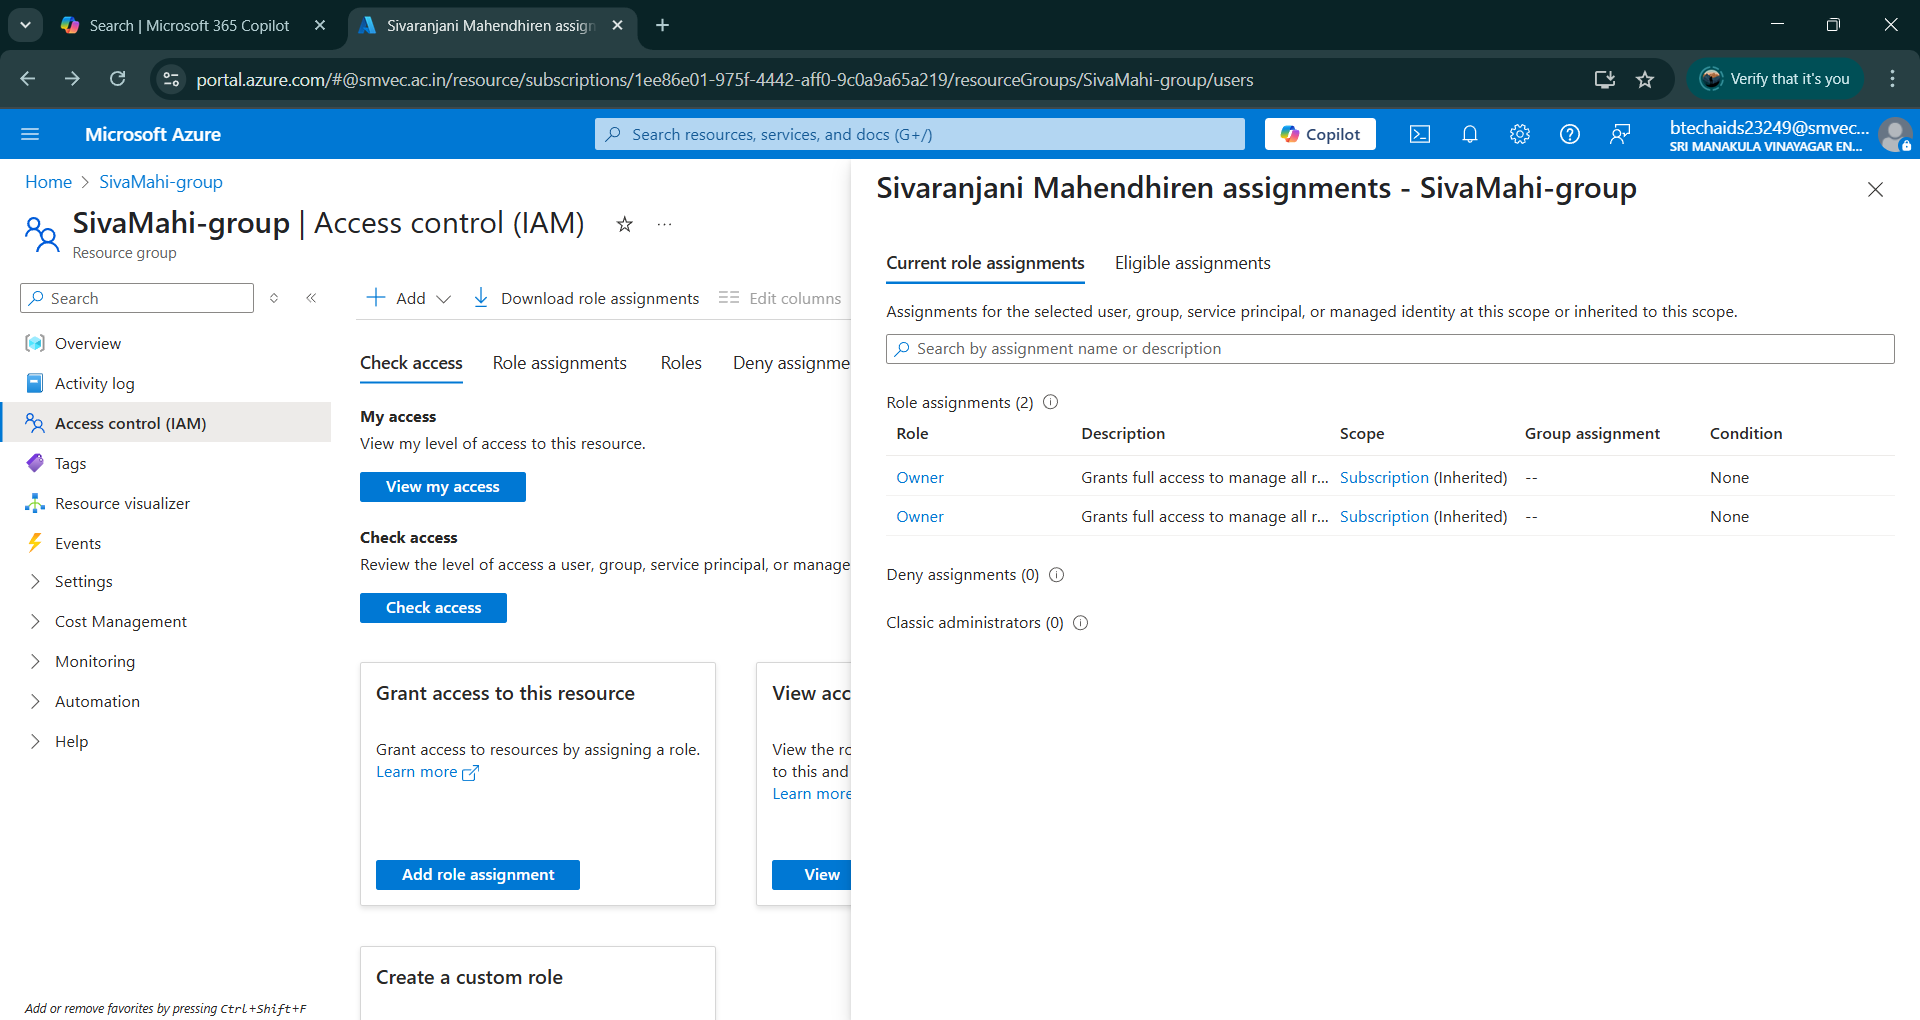 Search | Microsoft 365 Copilot
Sivaranjani Mahendhiren assign
portal.azure.com/#@smvec.ac.in/resource/subscriptions/1ee86e01-975f-4442-aff0-9c0a9a65a219/resourceGroups/SivaMahi-group/users
Verify that it's you
Microsoft Azure
Search resources, services, and docs (G+/)
Copilot
btechaids23249@smvec...
SRI MANAKULA VINAYAGAR EN...
Home > SivaMahi-group
SivaMahi-group | Access control (IAM)
Resource group
Search
Overview
Activity log
Access control (IAM)
Tags
Resource visualizer
Events
Settings
Cost Management
Monitoring
Automation
Help
Add or remove favorites by pressing Ctrl+Shift+F
Add
Download role assignments
Edit columns
Check access
Role assignments
Roles
Deny assignme
My access
View my level of access to this resource.
View my access
Check access
Review the level of access a user, group, service principal, or manage
Check access
Grant access to this resource
Grant access to resources by assigning a role.
Learn more
Add role assignment
View acc
View the ro
to this and
Learn more
View
Create a custom role
Sivaranjani Mahendhiren assignments - SivaMahi-group
Current role assignments
Eligible assignments
Assignments for the selected user, group, service principal, or managed identity at this scope or inherited to this scope.
Search by assignment name or description
Role assignments (2)
Role Description Scope Group assignment Condition
Owner Grants full access to manage all r... Subscription (Inherited) -- None
Owner Grants full access to manage all r... Subscription (Inherited) -- None
Deny assignments (0)
Classic administrators (0)